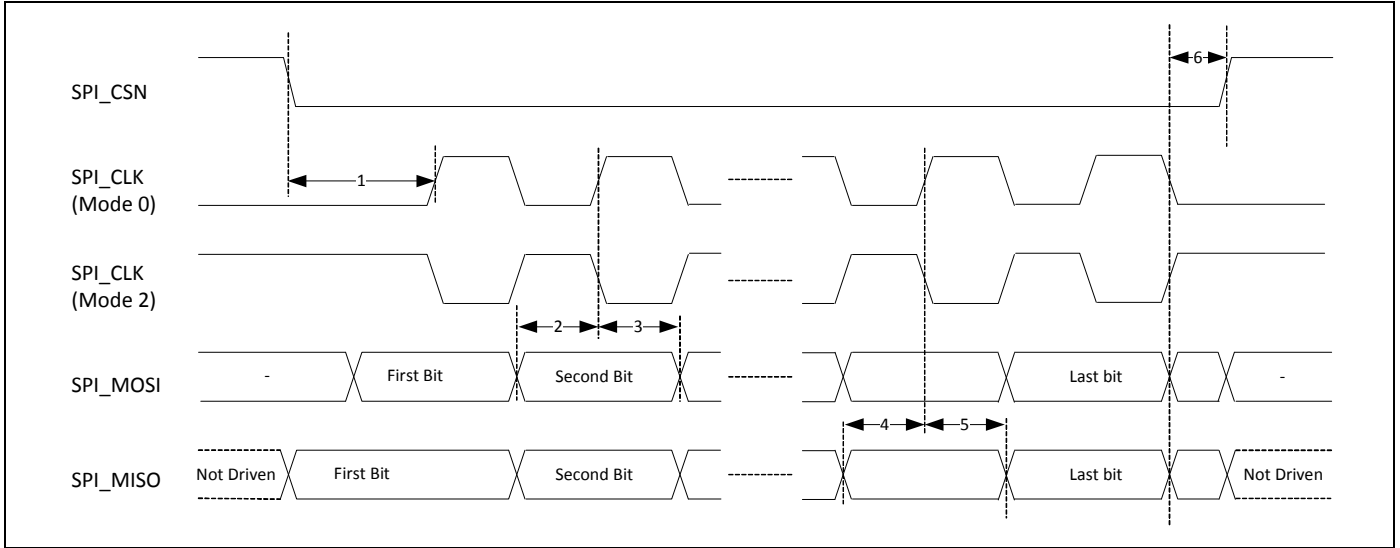 SPI_CSN
6
SPI_CLK
(Mode 0)
1
SPI_CLK
(Mode 2)
2
3
SPI_MOSI
-
First Bit
Second Bit
Last bit
-
4
5
SPI_MISO
Not Driven
First Bit
Second Bit
Last bit
Not Driven